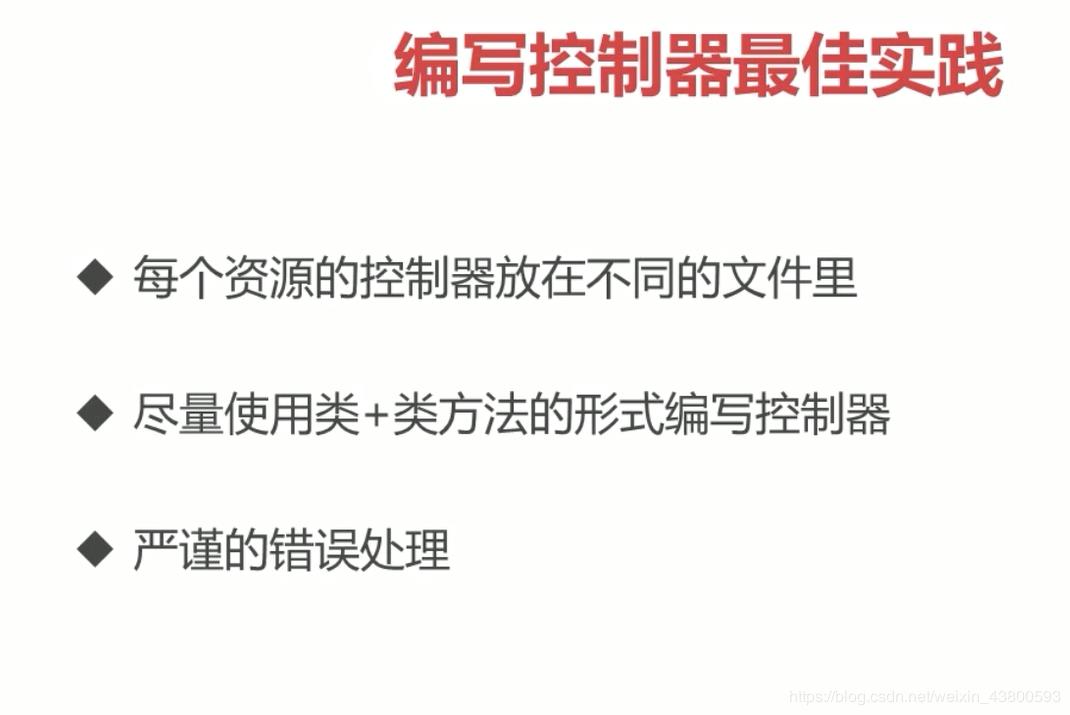 编写控制器最佳实践
◆ 每个资源的控制器放在不同的文件里
◆ 尽量使用类+类方法的形式编写控制器
◆ 严谨的错误处理
https://blog.csdn.net/weixin_43800593